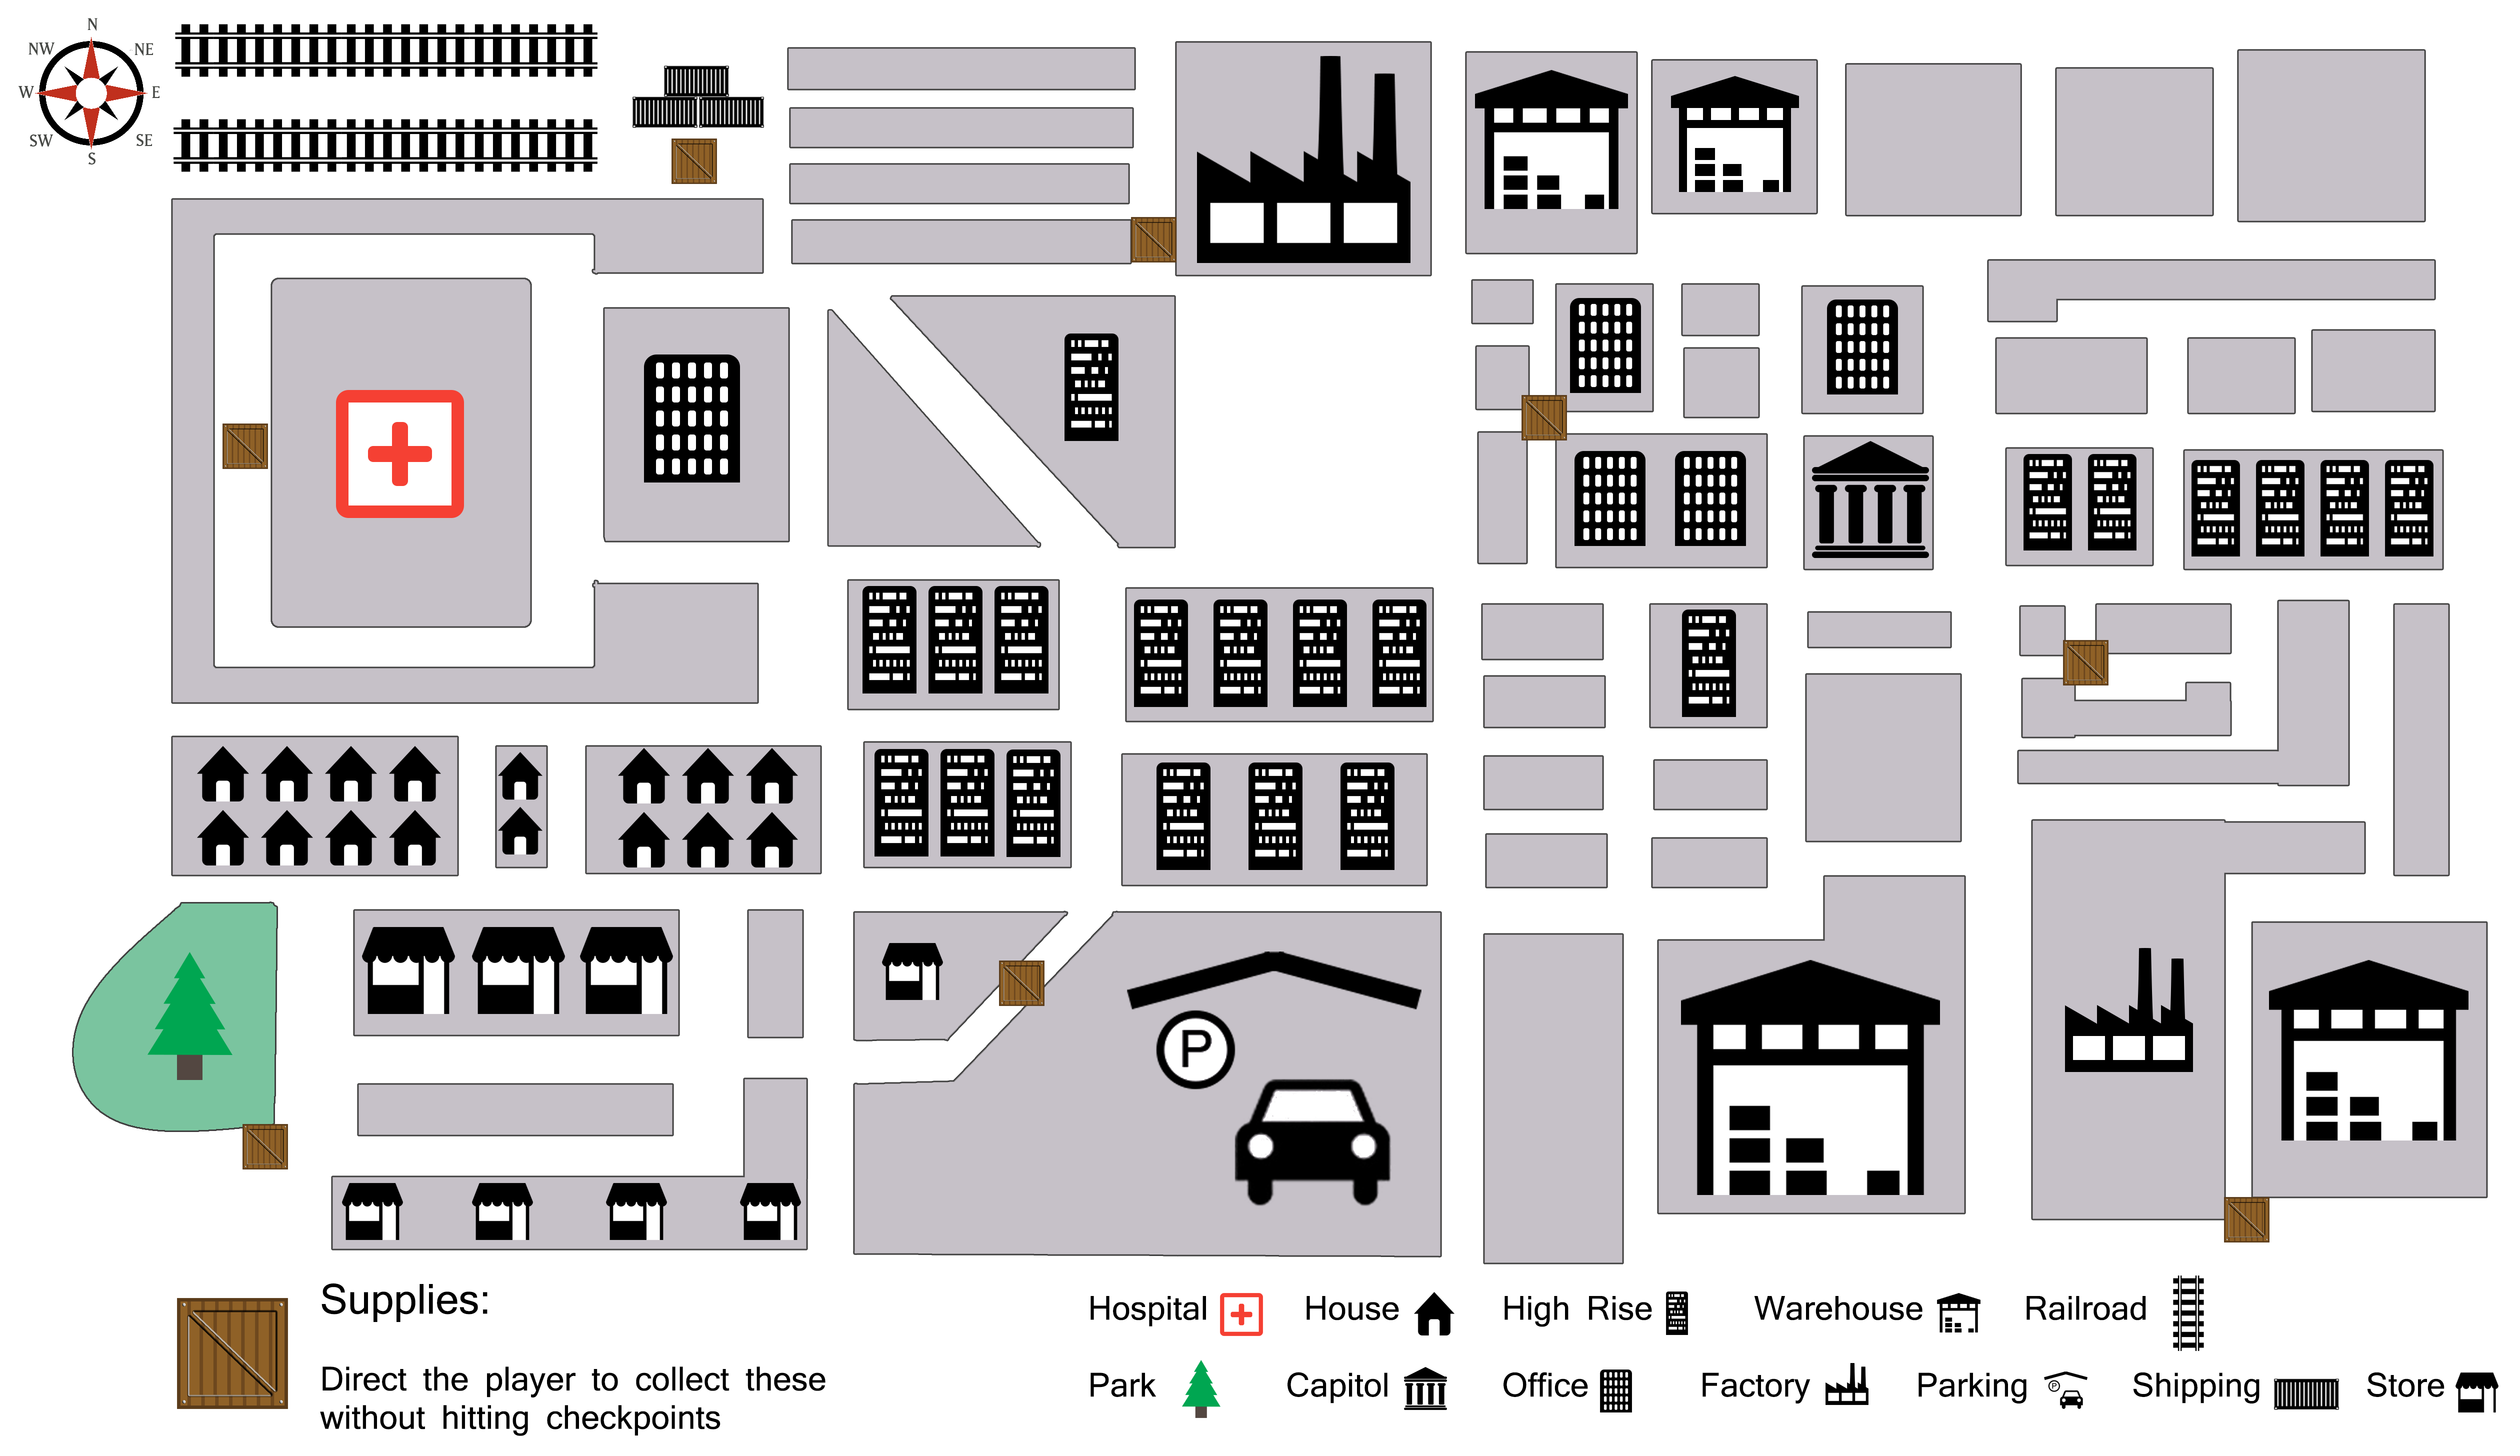 N
NW NE
W E
SW SE
S
P
Supplies:
Direct the player to collect these
without hitting checkpoints
Hospital House High Rise Warehouse Railroad
Park Capitol Office Factory Parking Shipping Store